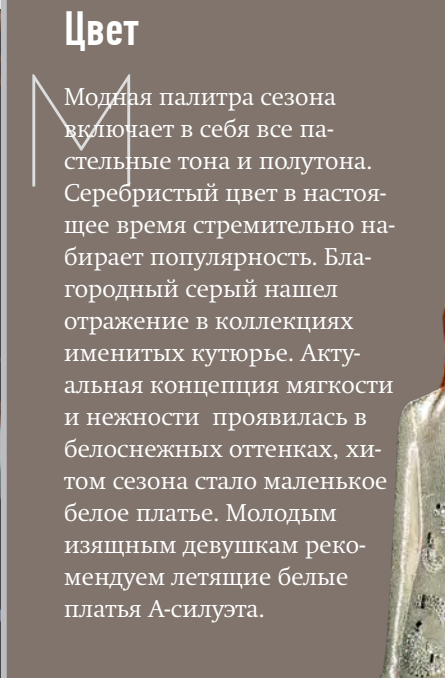 Цвет
Модная палитра сезона
включает в себя все па-
стельные тона и полутона.
Серебристый цвет в настоя-
щее время стремительно на-
бирает популярность. Бла-
городный серый нашел
отражение в коллекциях
именитых кутюрье. Акту-
альная концепция мягкости
и нежности  проявилась в
белоснежных оттенках, хи-
том сезона стало маленькое
белое платье. Молодым
изящным девушкам реко-
мендуем летящие белые
платья А-силуэта.